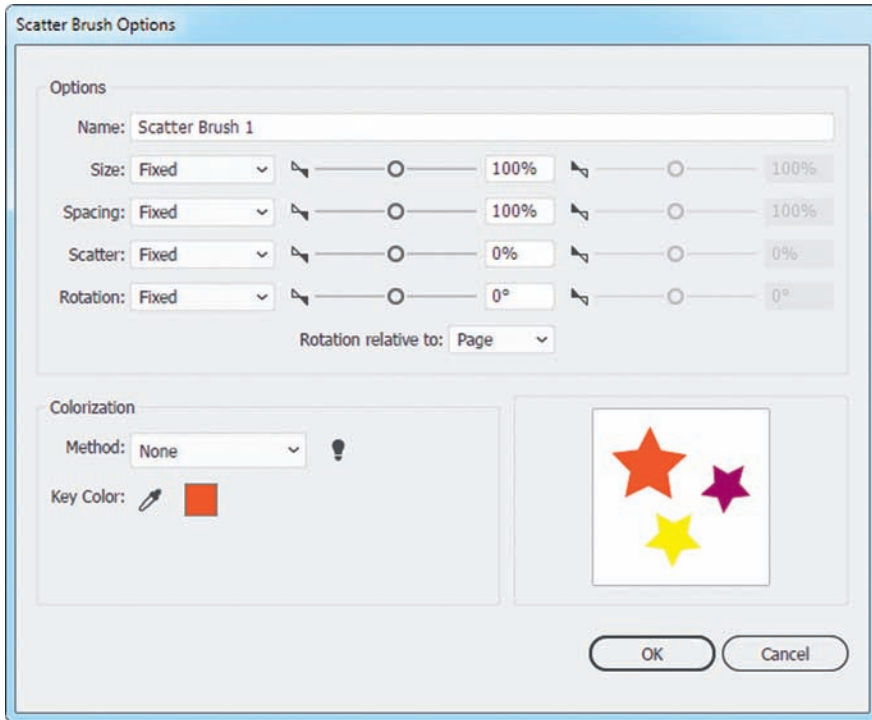 Scatter Brush Options
Options
Name: Scatter Brush 1
Size: Fixed 100% 100%
Spacing: Fixed 100% 100%
Scatter: Fixed 0% 0%
Rotation: Fixed 0° 0°
Rotation relative to: Page
Colorization
Method: None
Key Color:
OK Cancel